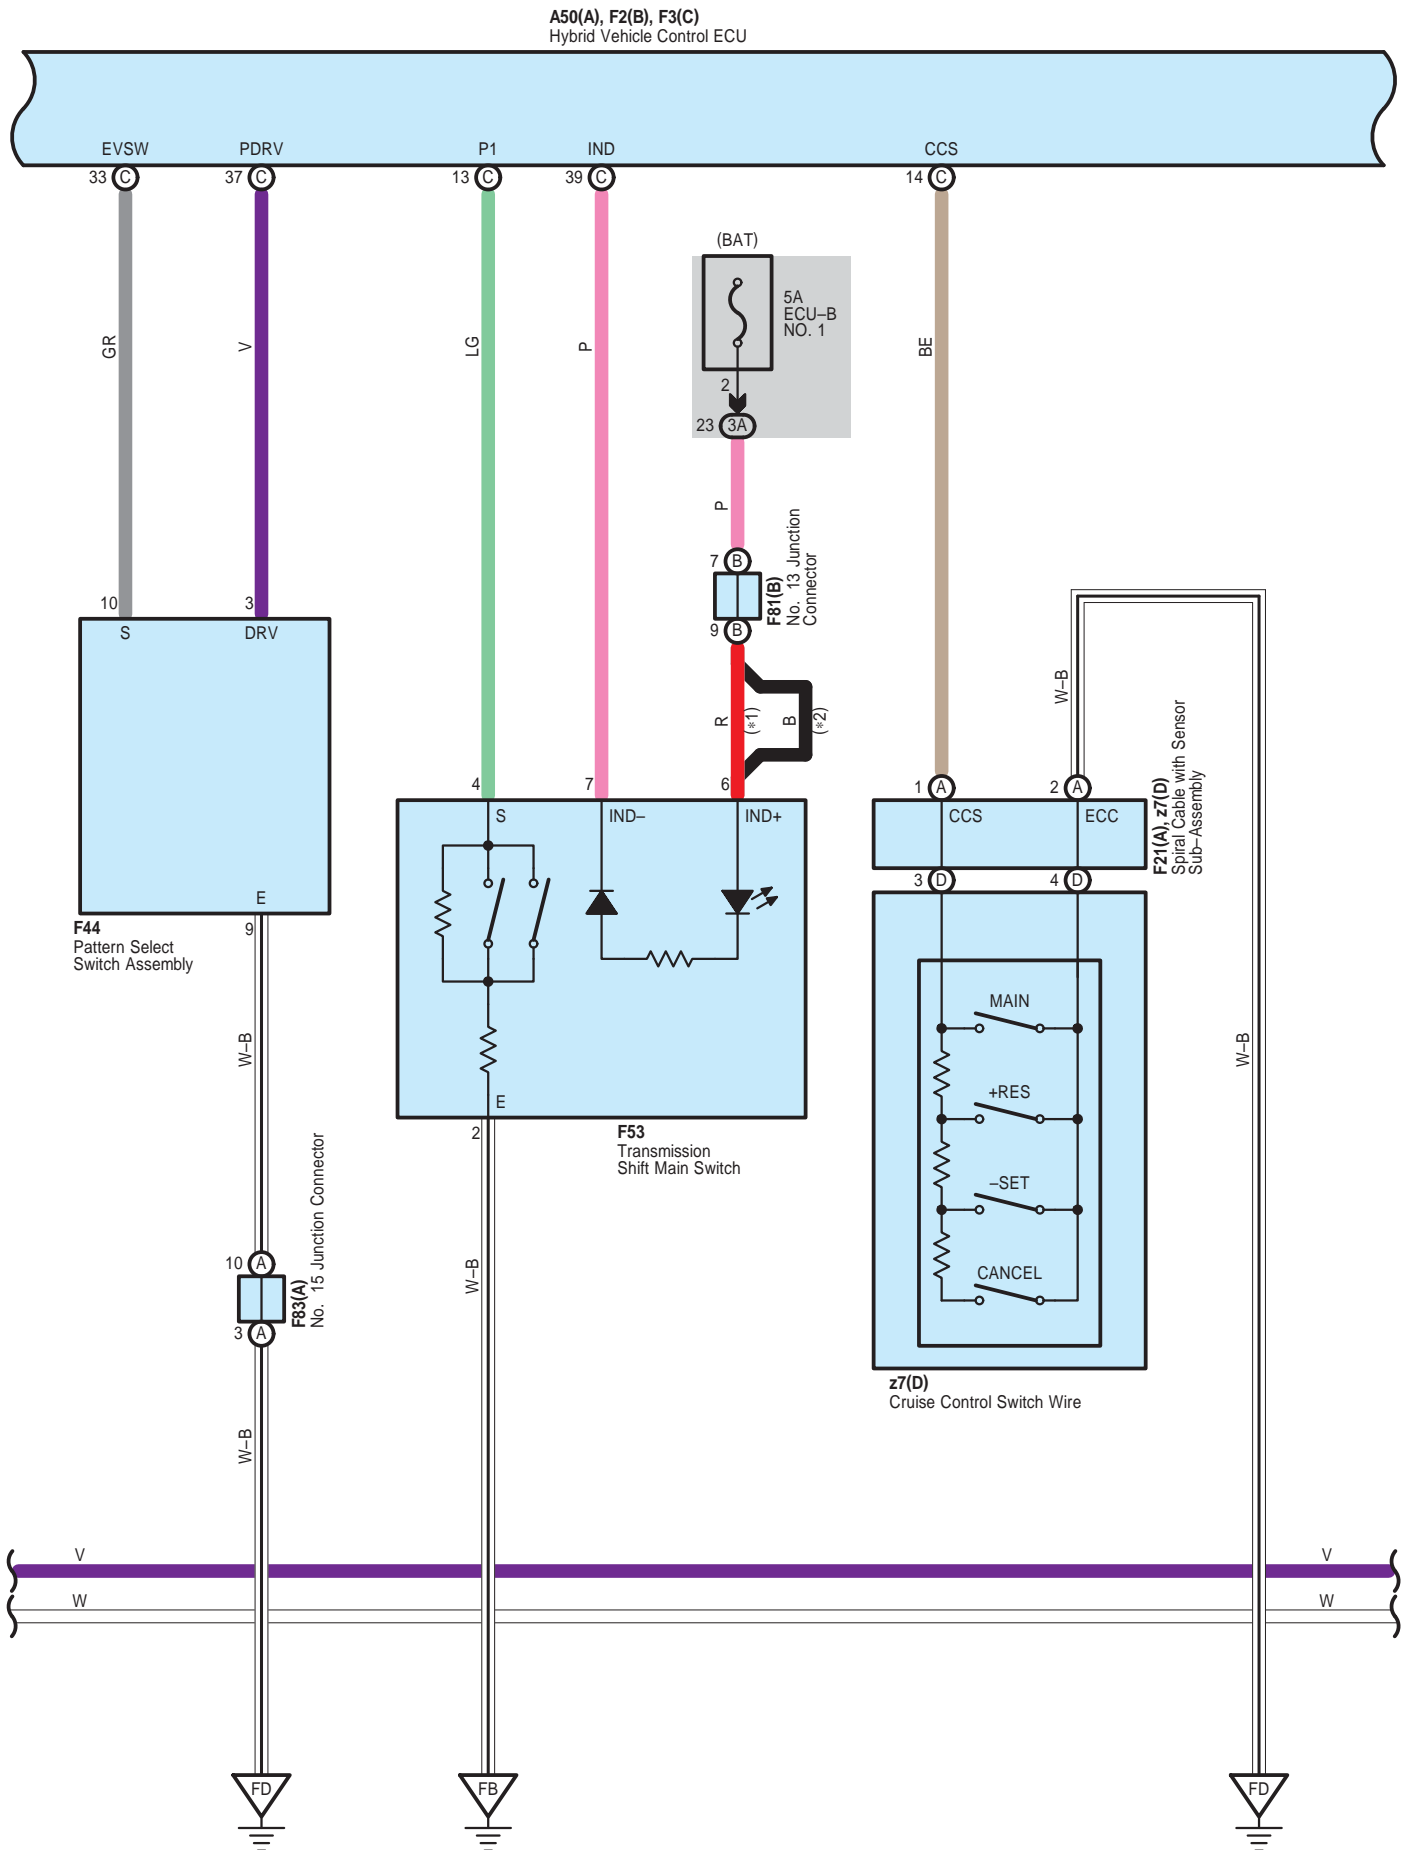 A50(A), F2(B), F3(C)
Hybrid Vehicle Control ECU
EVSW
PDRV
P1
IND
CCS
33 C
37 C
13 C
39 C
14 C
(BAT)
5A
ECU–B
NO. 1
2
23 3A
GR
V
LG
P
BE
P
7 B
F81(B)
No. 13 Junction
Connector
9 B
R
(*1)
B
(*2)
W–B
10
3
S
DRV
E
9
F44
Pattern Select
Switch Assembly
4
7
6
S
IND–
IND+
E
2
F53
Transmission
Shift Main Switch
1 A
2 A
CCS
ECC
F21(A), z7(D)
Spiral Cable with Sensor
Sub–Assembly
3 D
4 D
MAIN
+RES
–SET
CANCEL
z7(D)
Cruise Control Switch Wire
W–B
W–B
10 A
F83(A)
No. 15 Junction Connector
3 A
W–B
W–B
V
V
W
W
FD
FB
FD